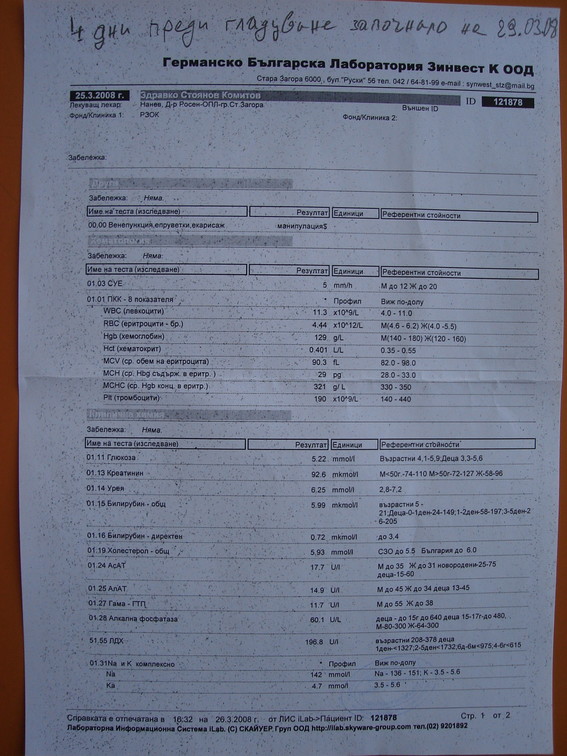 4 дни преди гладуване започнало на 29.03.08
Германско Българска Лаборатория Зинвест К ООД
Стара Загора 6000 , бул "Руски" 56 тел. 042 / 64-81-99 e-mail : synwest_stz@mail.bg
25.3.2008 г. Здравко Стоянов Комитов ID 121878
Лекуващ лекар: Нанев, Д-р Росен-ОПЛ-гр.Ст.Загора Външен ID
Фонд/Клиника 1: РЗОК Фонд/Клиника 2:
Забележка:
Забележка: Няма.
Име на теста (изследване) Резултат Единици Референтни стойности
00.00 Венепункция,епруветки,ехарисаж манипулация$
Хематология
Забележка: Няма.
Име на теста (изследване) Резултат Единици Референтни стойности
01.03 СУЕ 5 mm/h М до 12 Ж до 20
01.01 ПКК - 8 показателя * Профил Виж по-долу
WBC (левкоцити) 11.3 x10^9/L 4.0 - 11.0
RBC (еритроцити - бр.) 4.44 x10^12/L М(4.6 - 6.2) Ж(4.0 -5.5)
Hgb (хемоглобин) 129 g/L М(140 - 180) Ж(120 - 160)
Hct (хематокрит) 0.401 L/L 0.35 - 0.55
MCV (ср. обем на еритроцита) 90.3 fL 82.0 - 98.0
MCH (ср. Hbg съдърж. в еритр. ) 29 pg 28.0 - 33.0
MCHC (ср. Hgb конц. в еритр.) 321 g/ L 330 - 350
Plt (тромбоцити) 190 x10^9/L 140 - 440
Клинична химия
Забележка: Няма.
Име на теста (изследване) Резултат Единици Референтни стойности
01.11 Глюкоза 5.22 mmol/l Възрастни 4,1-5,9;Деца 3,3-5,6
01.13 Креатинин 92.6 mkmol/l М<50г.-74-110 М>50г-72-127 Ж-58-96
01.14 Урея 6.25 mmol/l 2,8-7,2
01.15 Билирубин - общ 5.99 mkmol/l възрастни 5 -
21;Деца-0-1ден-24-149;1-2ден-58-197;3-5ден-2
6-205
01.16 Билирубин - директен 0.72 mkmol/l до 3.4
01.19 Холестерол - общ 5.93 mmol/l СЗО до 5.5 България до 6.0
01.24 АсАТ 17.7 U/l М до 35 Ж до 31 новородени-25-75
деца-15-60
01.25 АлАТ 14.9 U/l М до 45 Ж до 34 деца 13-45
01.27 Гама - ГТП 11.7 U/l М до 55 Ж до 38
01.28 Алкална фосфатаза 60.1 U/L деца - до 15г до 640 деца 15-17г-до 480,
М-80-300 Ж-64-300
51.55 ЛДХ 196.8 U/l възрастни 208-378 деца
1ден-<1327;2-5ден<1732;6д-6м<975;4-6г<615
01.31Na и К комплексно * Профил Виж по-долу
Na 142 mmol/l Na - 136 - 151; K - 3.5 - 5.6
Ka 4.7 mmol/l 3.5 - 5.6
Справката е отпечатана в 16:32 на 26.3.2008 г. от ЛИС iLab->Пациент ID: 121878 Стр. 1 от 2
Лабораторна Информационна Система iLab. (С) СКАЙУЕР Груп ООД http://ilab.skyware-group.com тел.(02) 9201892